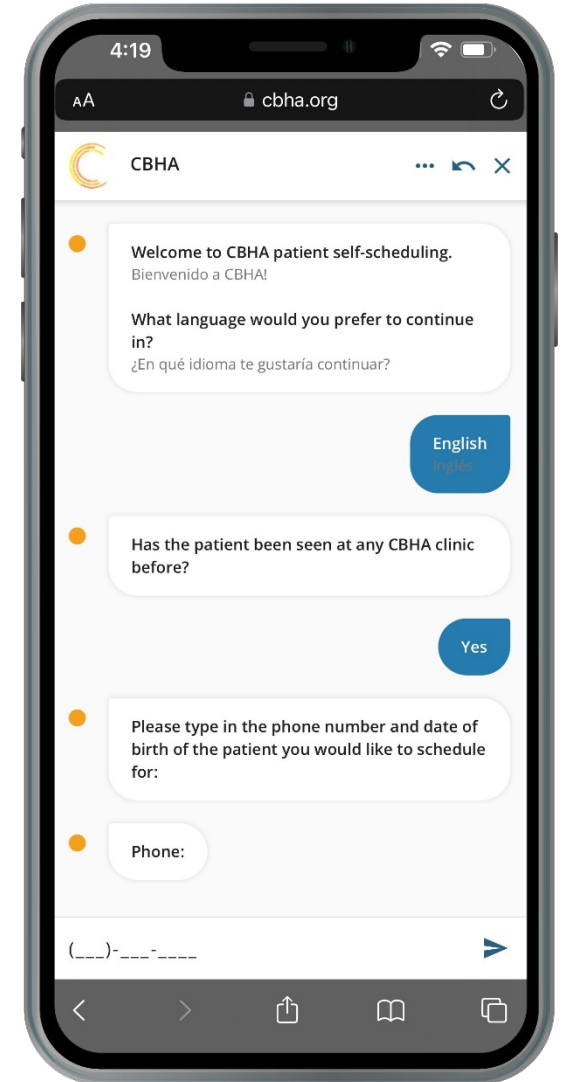 4:19
AA
cbha.org
CBHA
Welcome to CBHA patient self-scheduling.
Bienvenido a CBHA!
What language would you prefer to continue
in?
¿En qué idioma te gustaría continuar?
English
Inglés
Has the patient been seen at any CBHA clinic
before?
Yes
Please type in the phone number and date of
birth of the patient you would like to schedule
for:
Phone:
(___)-___-____